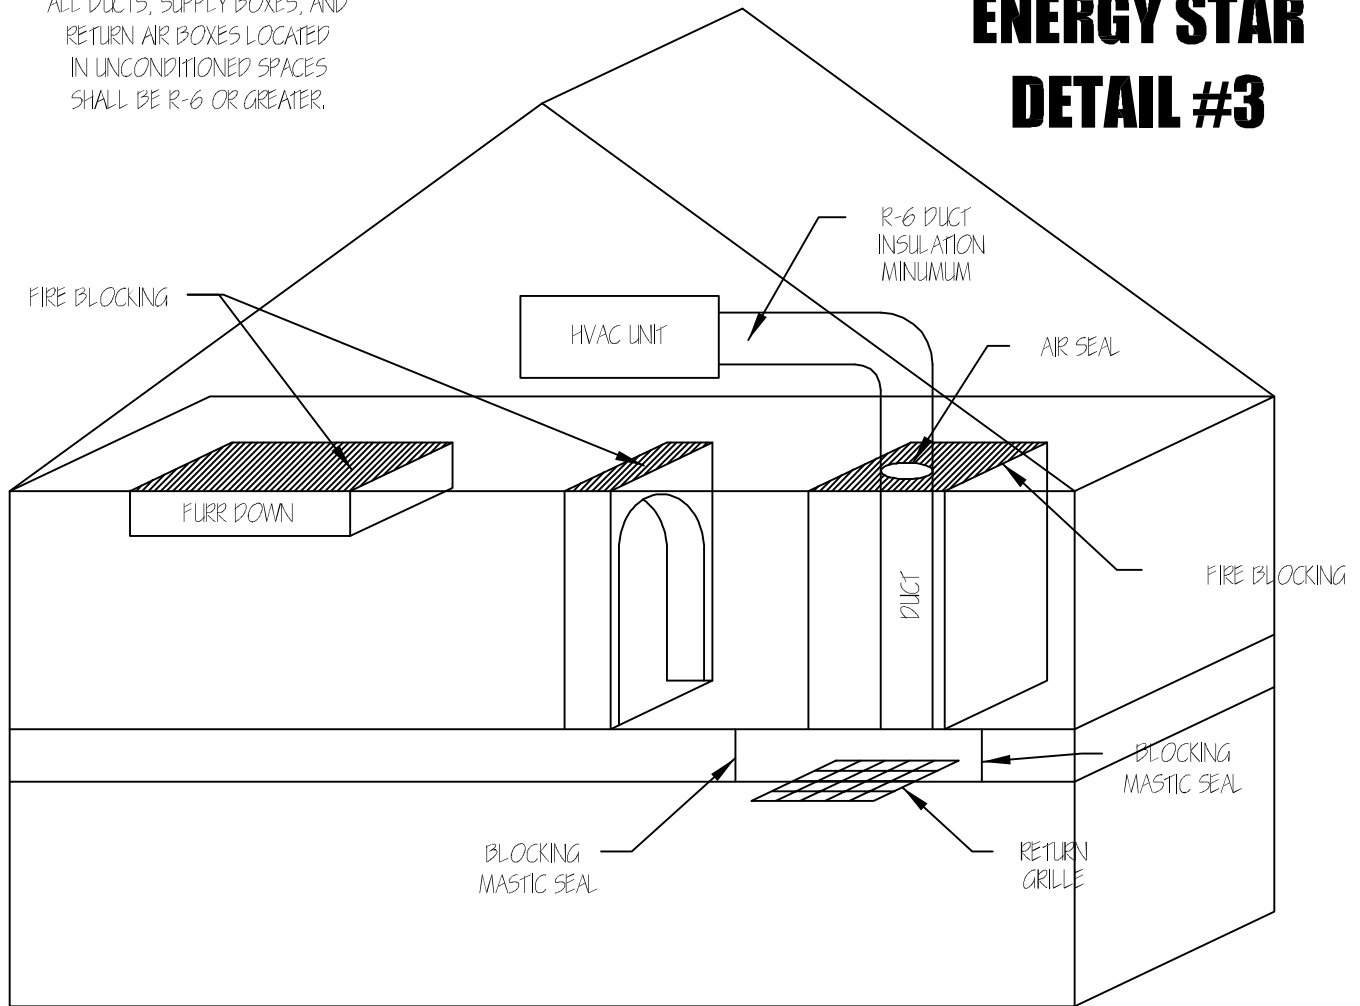 ALL DUCTS, SUPPLY BOXES, AND
RETURN AIR BOXES LOCATED
IN UNCONDITIONED SPACES
SHALL BE R-6 OR GREATER.
ENERGY STAR
DETAIL #3
R-6 DUCT
INSULATION
MINUMUM
FIRE BLOCKING
HVAC UNIT
AIR SEAL
FURR DOWN
DUCT
FIRE BLOCKING
BLOCKING
MASTIC SEAL
BLOCKING
MASTIC SEAL
RETURN
GRILLE